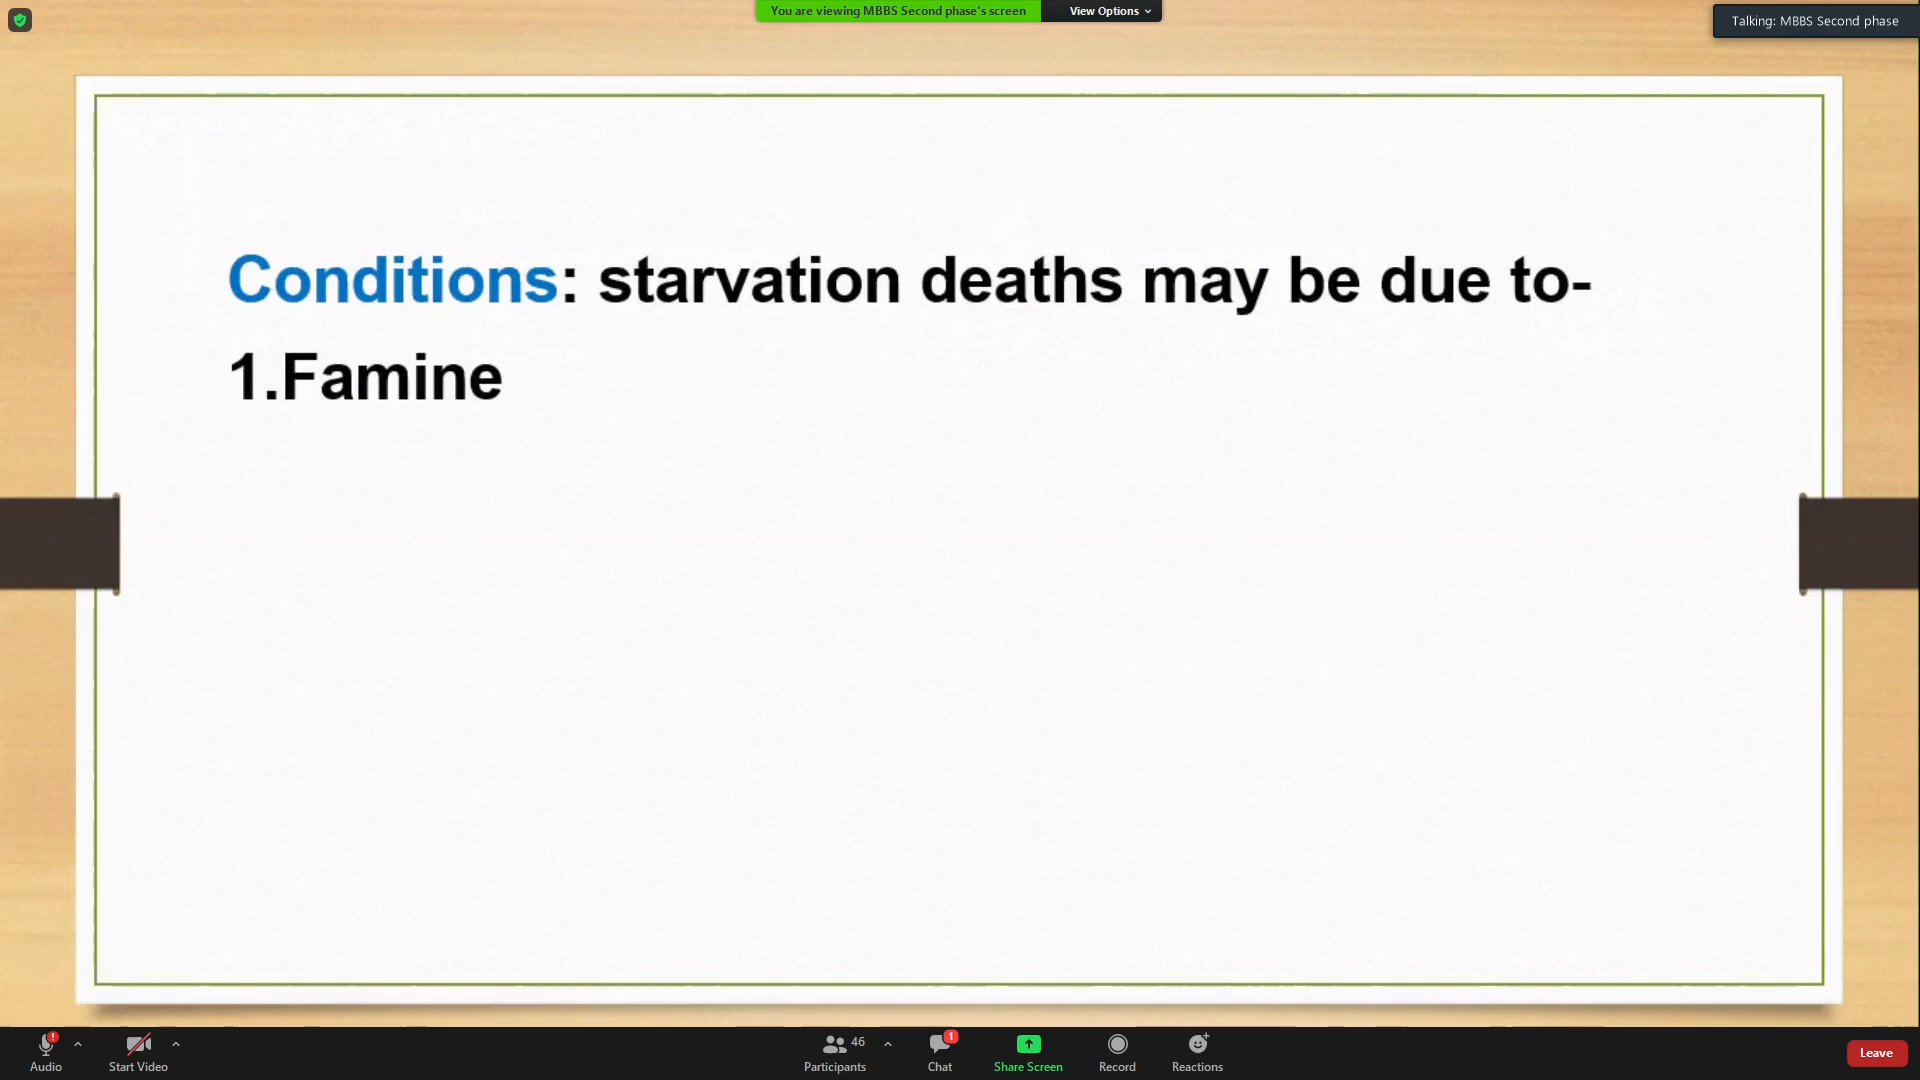 You are viewing MBBS Second phase's screen
View Options
Talking: MBBS Second phase
Conditions: starvation deaths may be due to-
1.Famine
Audio
Start Video
46
Participants
1
Chat
Share Screen
Record
Reactions
Leave